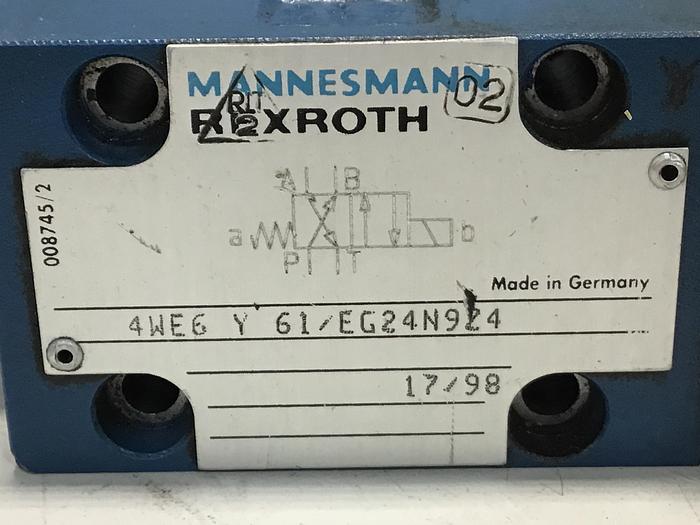 MANNESMANN
REXROTH
02
008745/2
A B
a b
P T
Made in Germany
4WE6 Y 61/EG24N9Z4
17/98